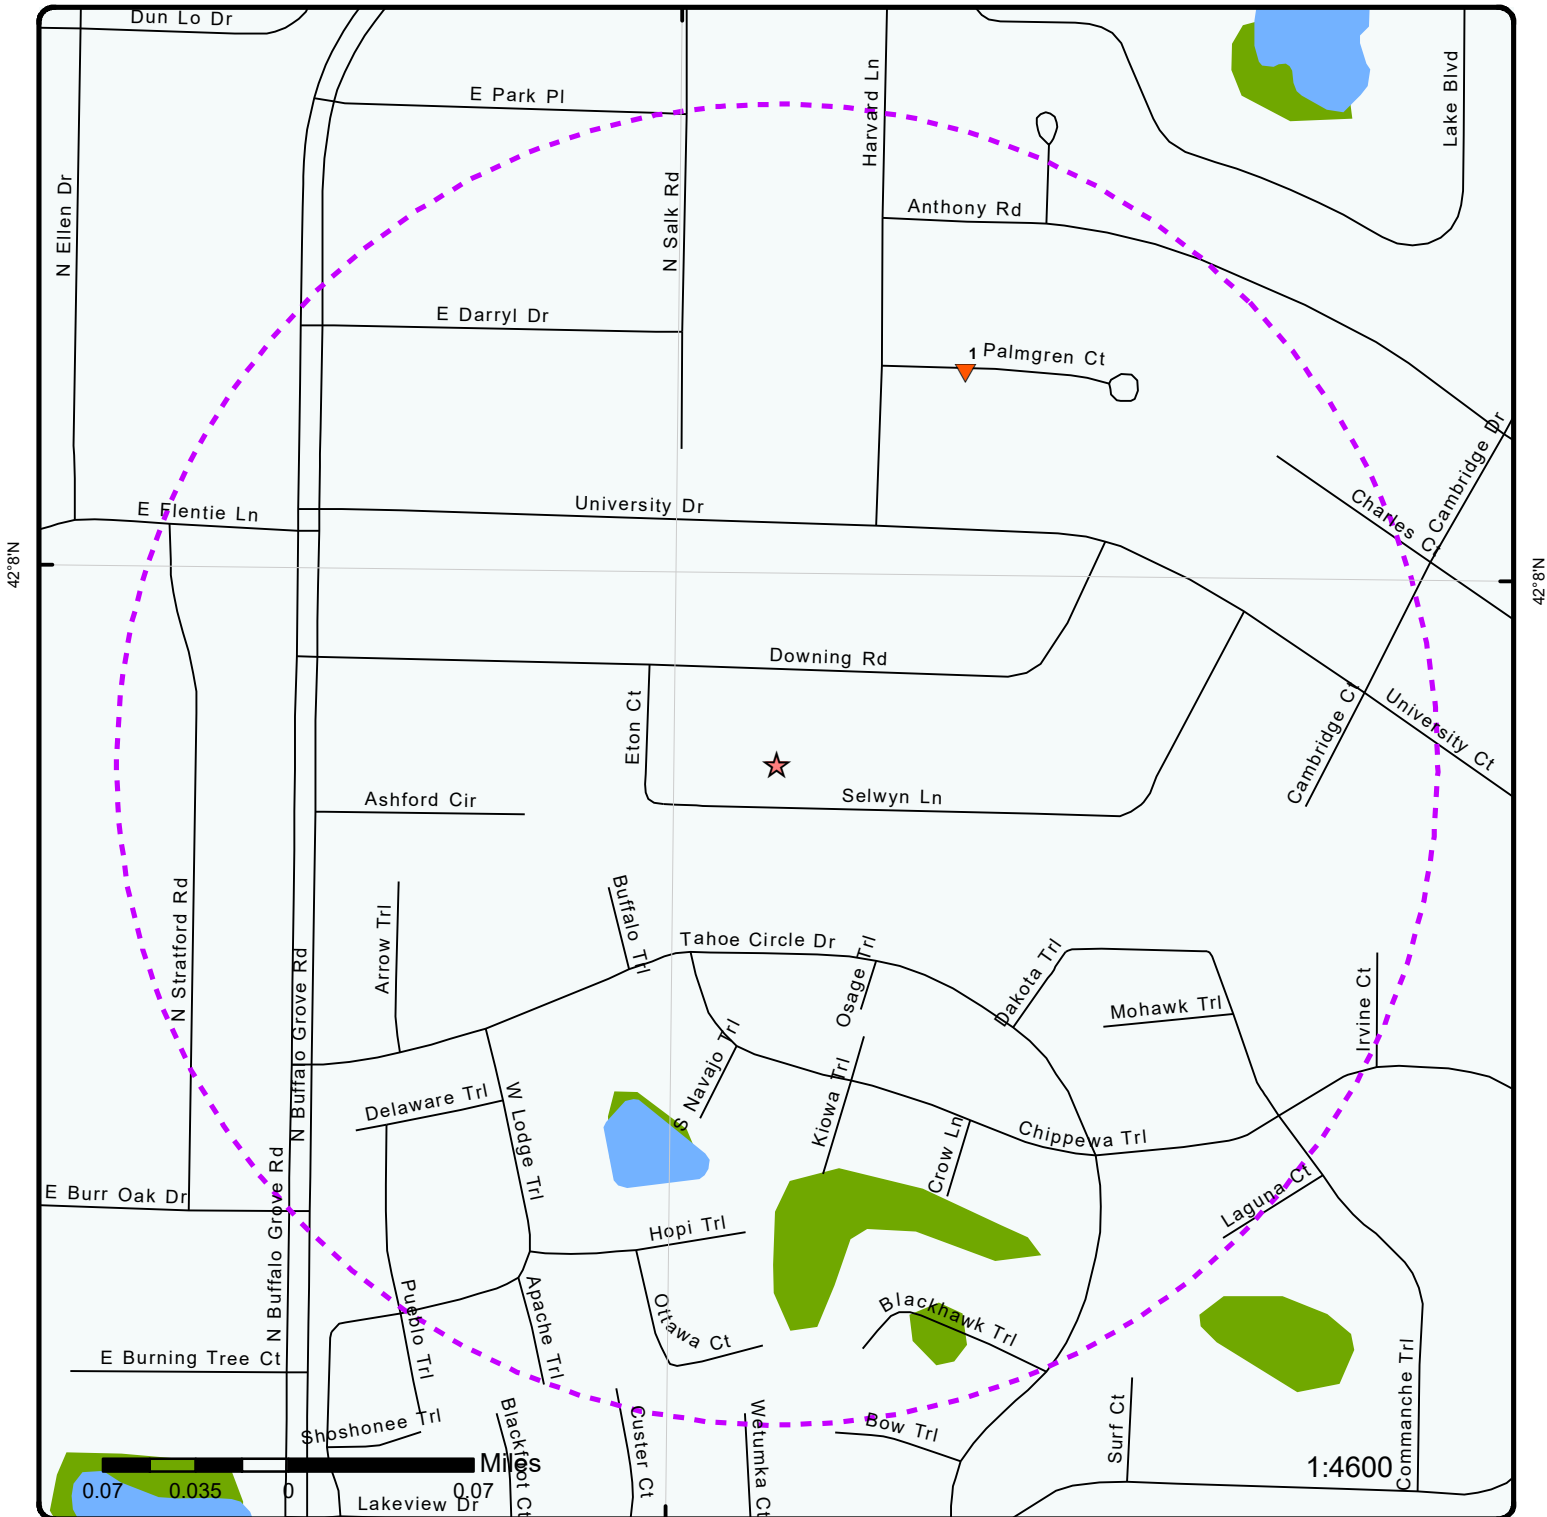 Dun Lo Dr
E Park Pl
Harvard Ln
Lake Blvd
N Ellen Dr
N Salk Rd
Anthony Rd
E Darryl Dr
1
Palmgren Ct
Cambridge Dr
E Flentie Ln
University Dr
Charles Ct
42°8'N
42°8'N
Downing Rd
Eton Ct
Cambridge Ct
University Ct
Ashford Cir
Selwyn Ln
N Stratford Rd
Arrow Trl
Buffalo Trl
Tahoe Circle Dr
Osage Trl
Dakota Trl
Mohawk Trl
Irvine Ct
N Buffalo Grove Rd
Delaware Trl
W Lodge Trl
S Navajo Trl
Kiowa Trl
Crow Ln
Chippewa Trl
E Burr Oak Dr
N Buffalo Grove Rd
Hopi Trl
Laguna Ct
Pueblo Trl
Apache Trl
Ottawa Ct
Blackhawk Trl
E Burning Tree Ct
Shoshonee Trl
Blackfoot Ct
Custer Ct
Wetumka Ct
Bow Trl
Surf Ct
Commanche Trl
Miles
1:4600
0.07 0.035 0 0.07
Lakeview Dr